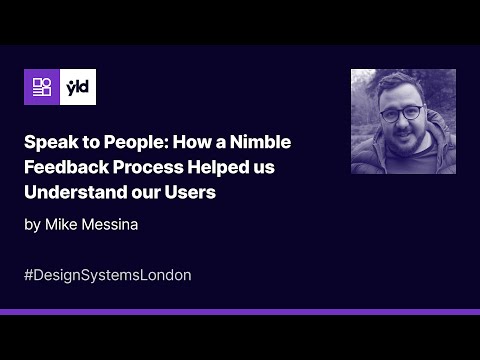 yld
Speak to People: How a Nimble
Feedback Process Helped us
Understand our Users
by Mike Messina
#DesignSystemsLondon